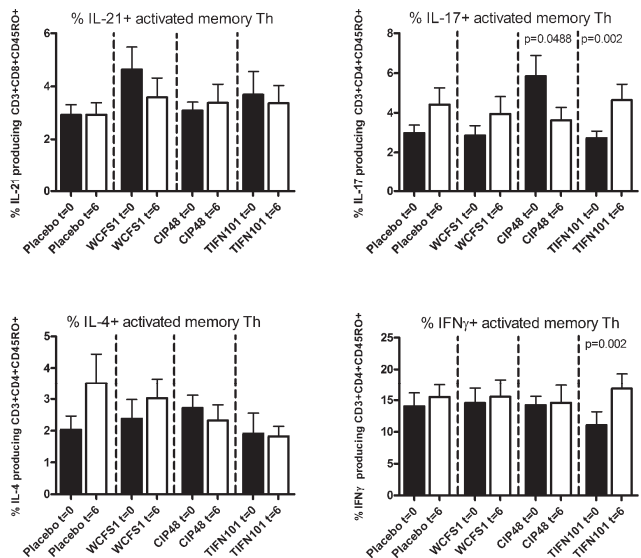 % IL-21+ activated memory Th
% IL-21 producing CD3+CD8+CD45RO+
6
4
2
0
Placebo t=0
Placebo t=6
WCFS1 t=0
WCFS1 t=6
CIP48 t=0
CIP48 t=6
TIFN101 t=0
TIFN101 t=6
% IL-17+ activated memory Th
p=0.0488 p=0.002
% IL-17 producing CD3+CD4+CD45RO+
8
6
4
2
0
Placebo t=0
Placebo t=6
WCFS1 t=0
WCFS1 t=6
CIP48 t=0
CIP48 t=6
TIFN101 t=0
TIFN101 t=6
% IL-4+ activated memory Th
% IL-4 producing CD3+CD4+CD45RO+
5
4
3
2
1
0
Placebo t=0
Placebo t=6
WCFS1 t=0
WCFS1 t=6
CIP48 t=0
CIP48 t=6
TIFN101 t=0
TIFN101 t=6
% IFNγ+ activated memory Th
p=0.002
% IFNγ producing CD3+CD4+CD45RO+
25
20
15
10
5
0
Placebo t=0
Placebo t=6
WCFS1 t=0
WCFS1 t=6
CIP48 t=0
CIP48 t=6
TIFN101 t=0
TIFN101 t=6